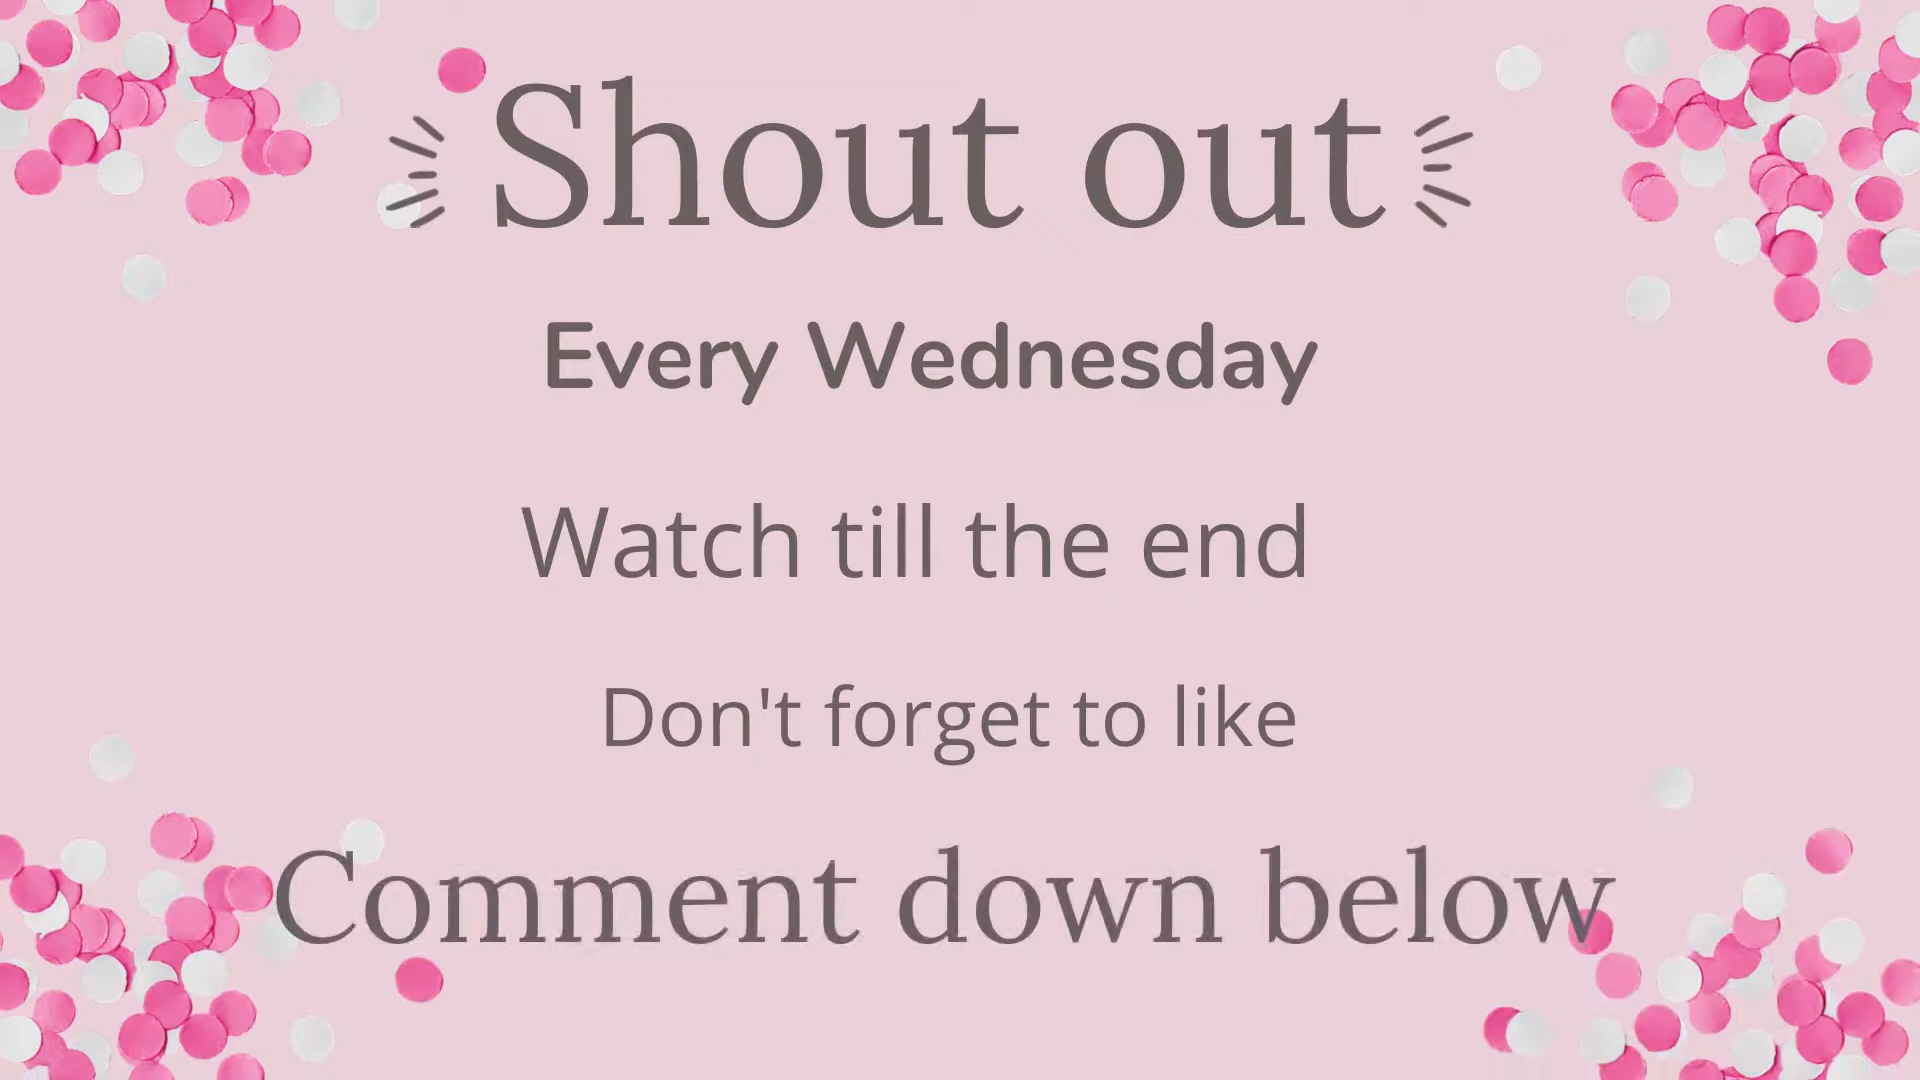 Shout out
Every Wednesday
Watch till the end
Don't forget to like
Comment down below